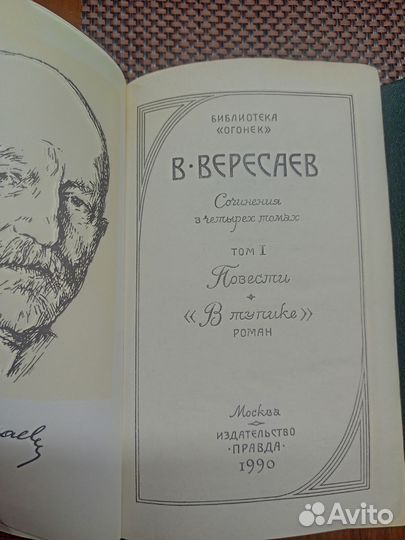 БИБЛИОТЕКА
«ОГОНЕК»
В·ВЕРЕСАЕВ
Сочинения
в четырех томах
ТОМ I
Повести
«В тупике»
РОМАН
Москва
ИЗДАТЕЛЬСТВО
·ПРАВДА·
1990
Avito